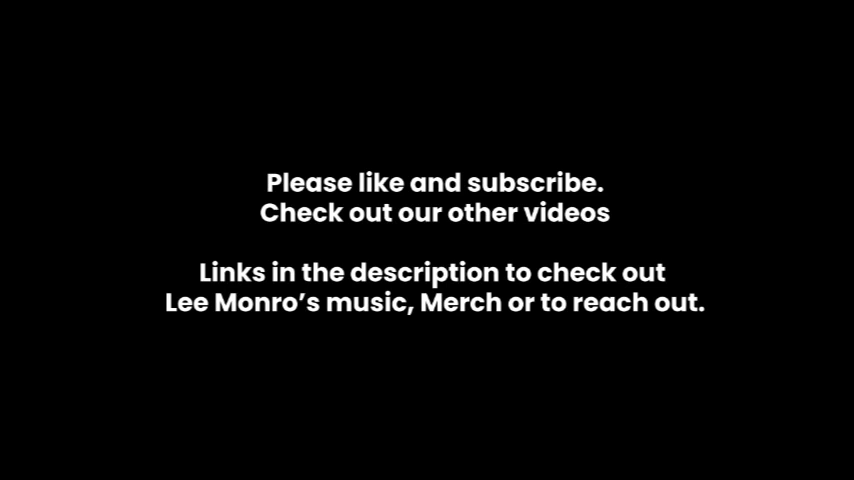 Please like and subscribe.
Check out our other videos
Links in the description to check out
Lee Monro’s music, Merch or to reach out.